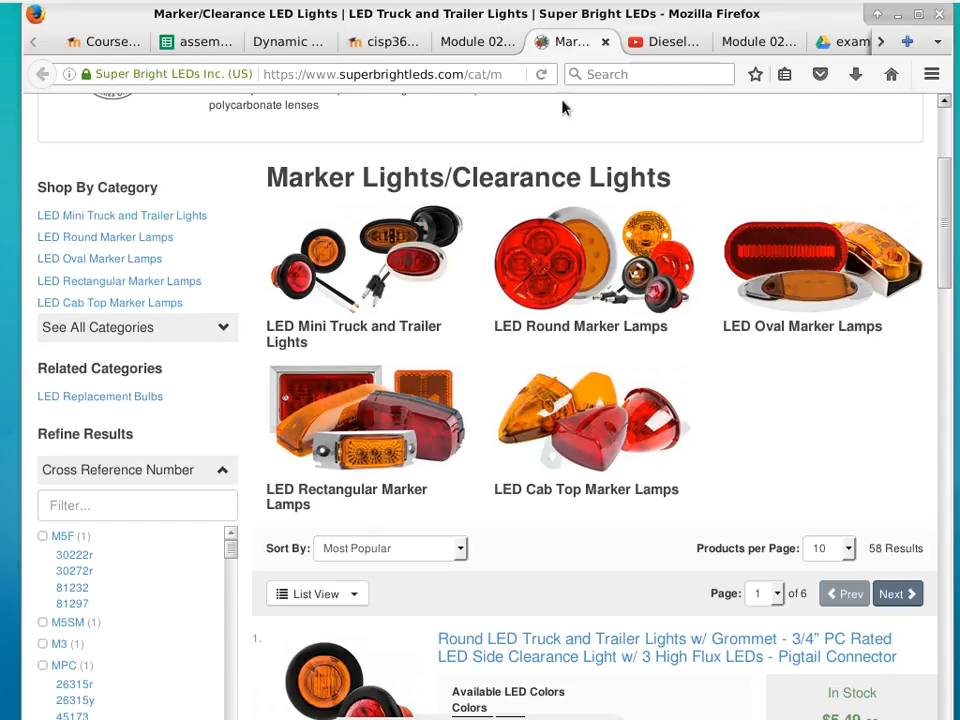 Marker/Clearance LED Lights | LED Truck and Trailer Lights | Super Bright LEDs - Mozilla Firefox
Course...
assem...
Dynamic ...
cisp36...
Module 02...
Mar...
Diesel...
Module 02...
exam
Super Bright LEDs Inc. (US)
https://www.superbrightleds.com/cat/m
Search
polycarbonate lenses
Marker Lights/Clearance Lights
Shop By Category
LED Mini Truck and Trailer Lights
LED Round Marker Lamps
LED Oval Marker Lamps
LED Rectangular Marker Lamps
LED Cab Top Marker Lamps
See All Categories
Related Categories
LED Replacement Bulbs
Refine Results
Cross Reference Number
Filter...
M5F (1)
30222r
30272r
81232
81297
M5SM (1)
M3 (1)
MPC (1)
26315r
26315y
45173
LED Mini Truck and Trailer
Lights
LED Round Marker Lamps
LED Oval Marker Lamps
LED Rectangular Marker
Lamps
LED Cab Top Marker Lamps
Sort By:
Most Popular
Products per Page:
10
58 Results
List View
Page:
1
of 6
Prev
Next
1.
Round LED Truck and Trailer Lights w/ Grommet - 3/4” PC Rated
LED Side Clearance Light w/ 3 High Flux LEDs - Pigtail Connector
Available LED Colors
Colors
In Stock